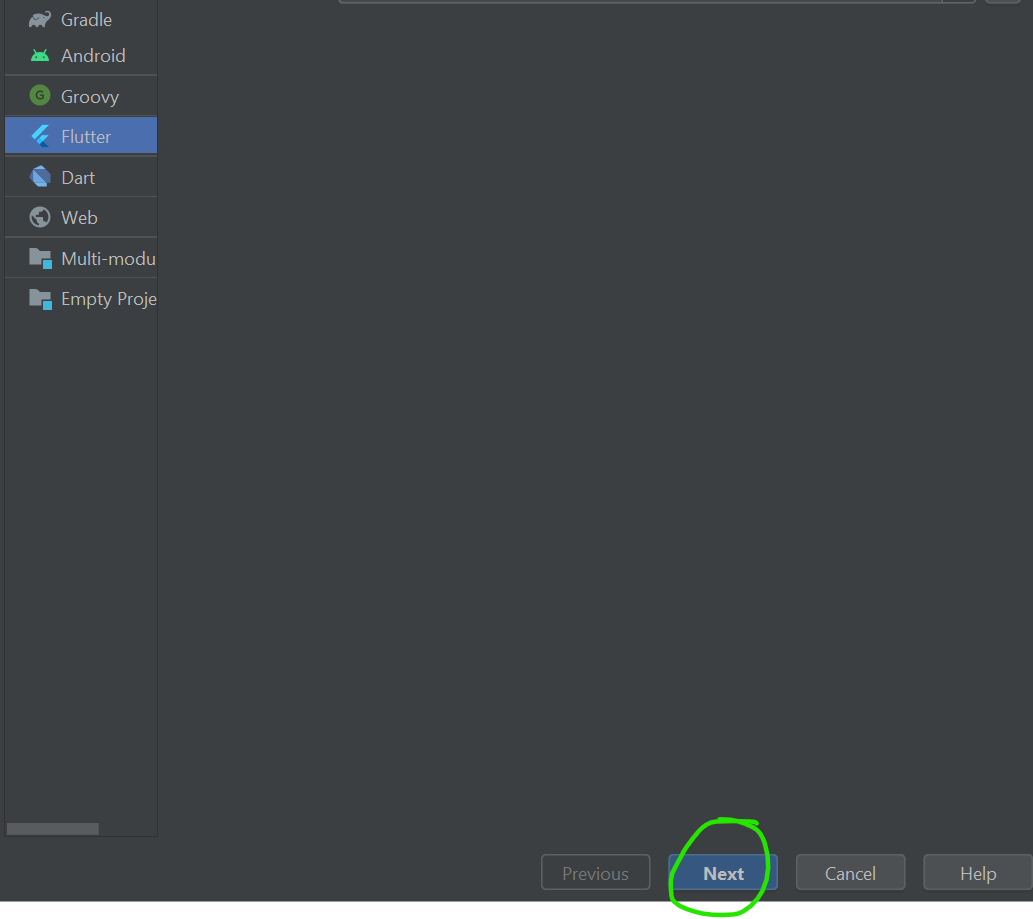 Gradle
Android
G Groovy
Flutter
Dart
Web
Multi-modu
Empty Proje
Previous Next Cancel Help